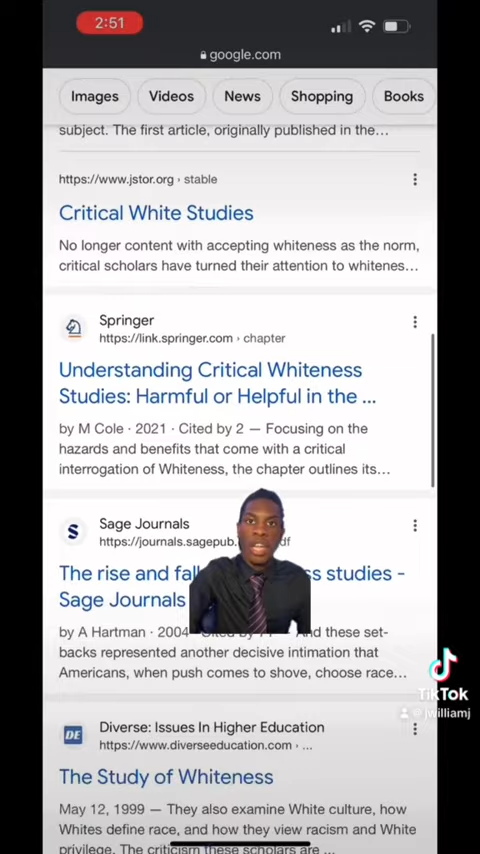 2:51
google.com
Images
Videos
News
Shopping
Books
subject. The first article, originally published in the...
https://www.jstor.org › stable
Critical White Studies
No longer content with accepting whiteness as the norm,
critical scholars have turned their attention to whitenes...
Springer
https://link.springer.com › chapter
Understanding Critical Whiteness
Studies: Harmful or Helpful in the ...
by M Cole · 2021 · Cited by 2 — Focusing on the
hazards and benefits that come with a critical
interrogation of Whiteness, the chapter outlines its...
S
Sage Journals
https://journals.sagepub.
The rise and fall s studies -
Sage Journals
by A Hartman · 2004 And these set-
backs represented another decisive intimation that
Americans, when push comes to shove, choose race...
TikTok
@jwilliamj
DE
Diverse: Issues In Higher Education
https://www.diverseeducation.com › ...
The Study of Whiteness
May 12, 1999 — They also examine White culture, how
Whites define race, and how they view racism and White
privilege. The criticism these scholars are ...